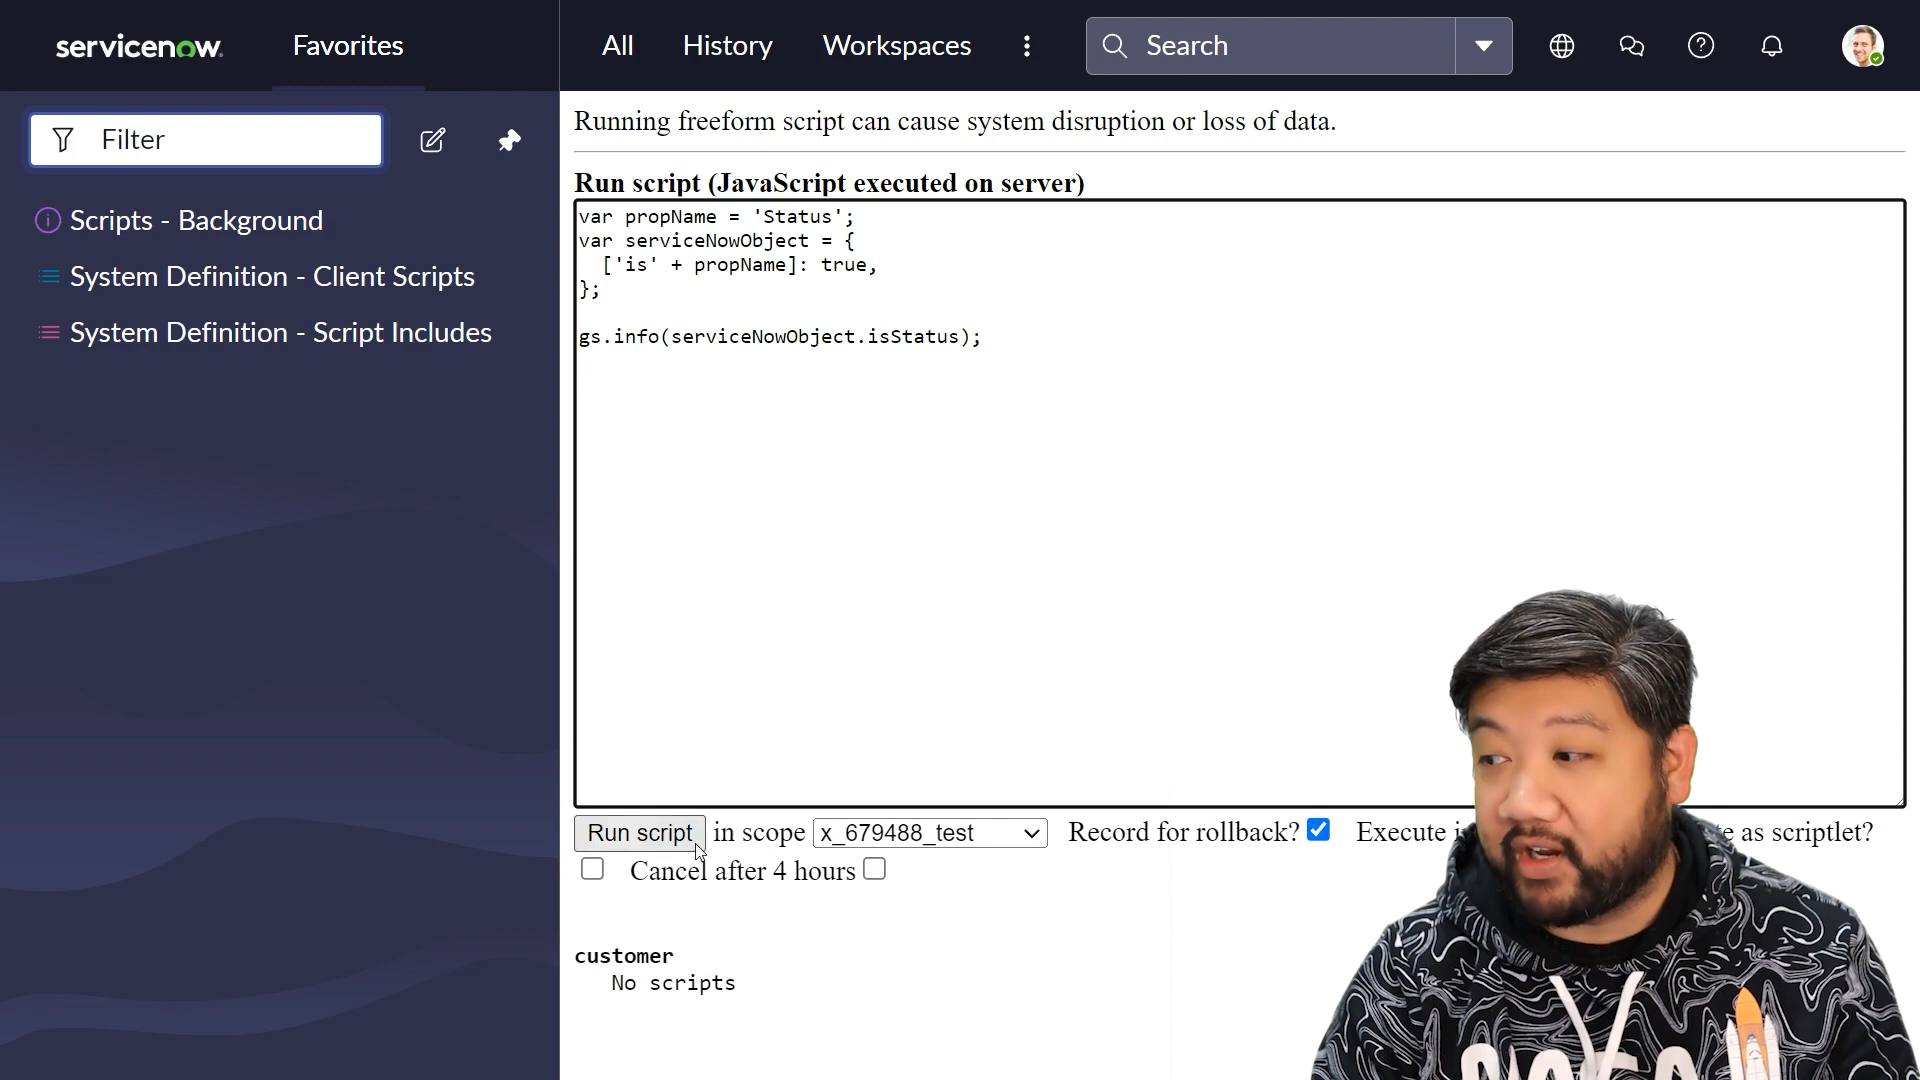 servicenow
Favorites
All
History
Workspaces
Search
Filter
Scripts - Background
System Definition - Client Scripts
System Definition - Script Includes
Running freeform script can cause system disruption or loss of data.
Run script (JavaScript executed on server)
var propName = 'Status';
var serviceNowObject = {
['is' + propName]: true,
};
gs.info(serviceNowObject.isStatus);
Run script in scope x_679488_test Record for rollback? Execute as scriptlet?
Cancel after 4 hours
customer
No scripts